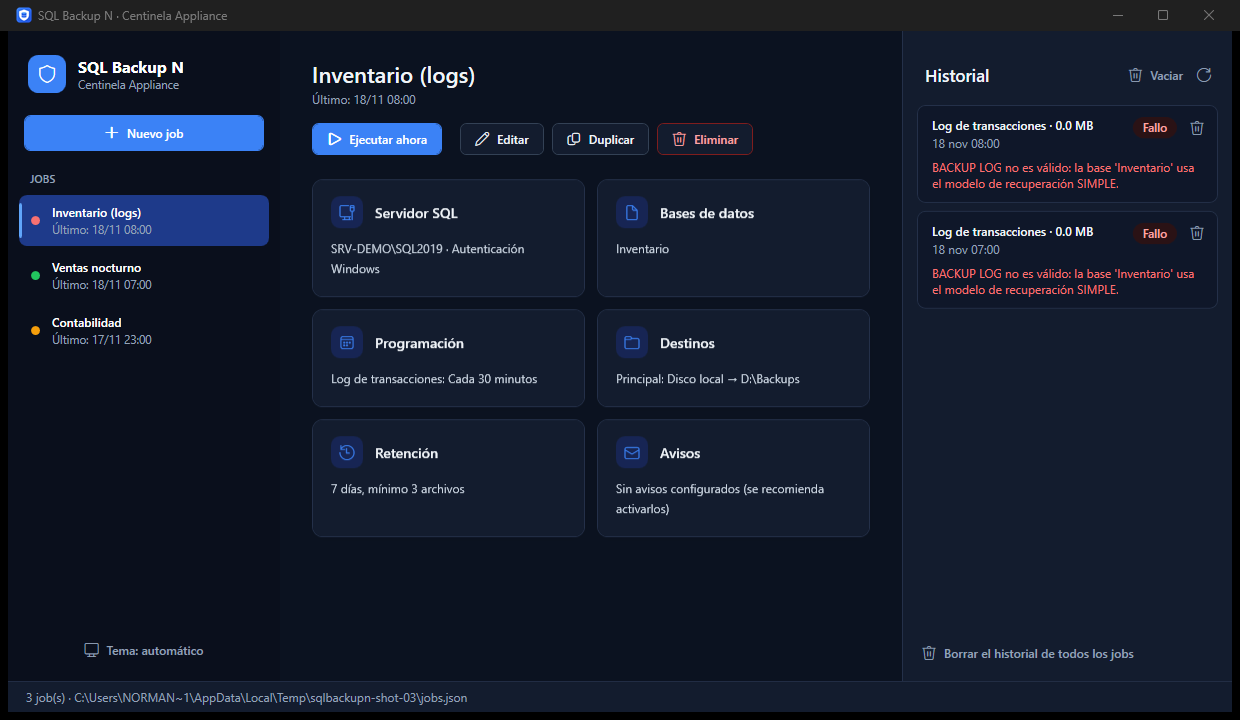 SQL Backup N · Centinela Appliance
SQL Backup N
Centinela Appliance
Nuevo job
JOBS
Inventario (logs)
Último: 18/11 08:00
Ventas nocturno
Último: 18/11 07:00
Contabilidad
Último: 17/11 23:00
Tema: automático
Inventario (logs)
Último: 18/11 08:00
Ejecutar ahora
Editar
Duplicar
Eliminar
Servidor SQL
SRV-DEMO\SQL2019 · Autenticación
Windows
Bases de datos
Inventario
Programación
Log de transacciones: Cada 30 minutos
Destinos
Principal: Disco local → D:\Backups
Retención
7 días, mínimo 3 archivos
Avisos
Sin avisos configurados (se recomienda
activarlos)
Historial
Vaciar
Log de transacciones · 0.0 MB
Fallo
18 nov 08:00
BACKUP LOG no es válido: la base 'Inventario' usa
el modelo de recuperación SIMPLE.
Log de transacciones · 0.0 MB
Fallo
18 nov 07:00
BACKUP LOG no es válido: la base 'Inventario' usa
el modelo de recuperación SIMPLE.
Borrar el historial de todos los jobs
3 job(s) · C:\Users\NORMAN~1\AppData\Local\Temp\sqlbackupn-shot-03\jobs.json